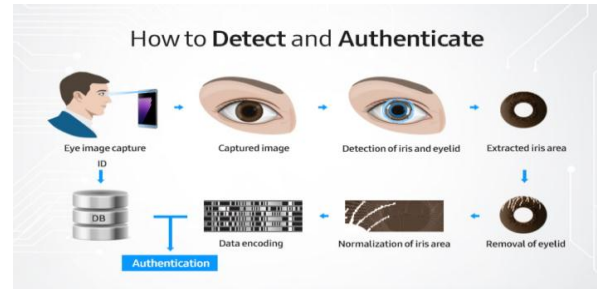 How to Detect and Authenticate
Eye image capture
Captured image
Detection of iris and eyelid
Extracted iris area
ID
DB
Data encoding
Normalization of iris area
Removal of eyelid
Authentication